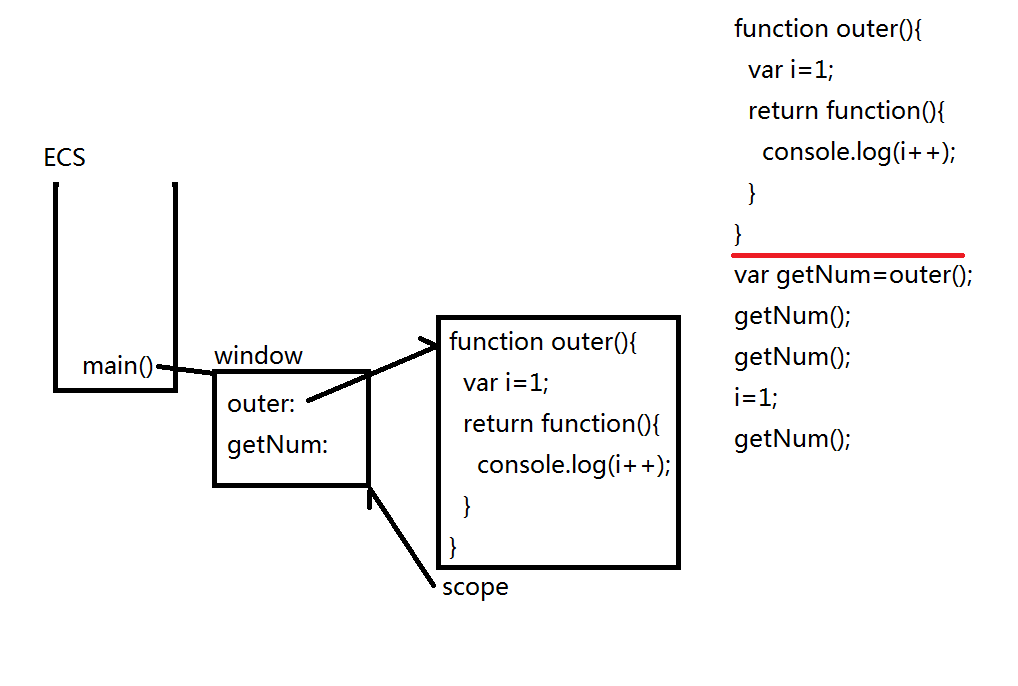 ECS
main()
window
outer:
getNum:
function outer(){
var i=1;
return function(){
console.log(i++);
}
}
scope
function outer(){
var i=1;
return function(){
console.log(i++);
}
}
var getNum=outer();
getNum();
getNum();
i=1;
getNum();